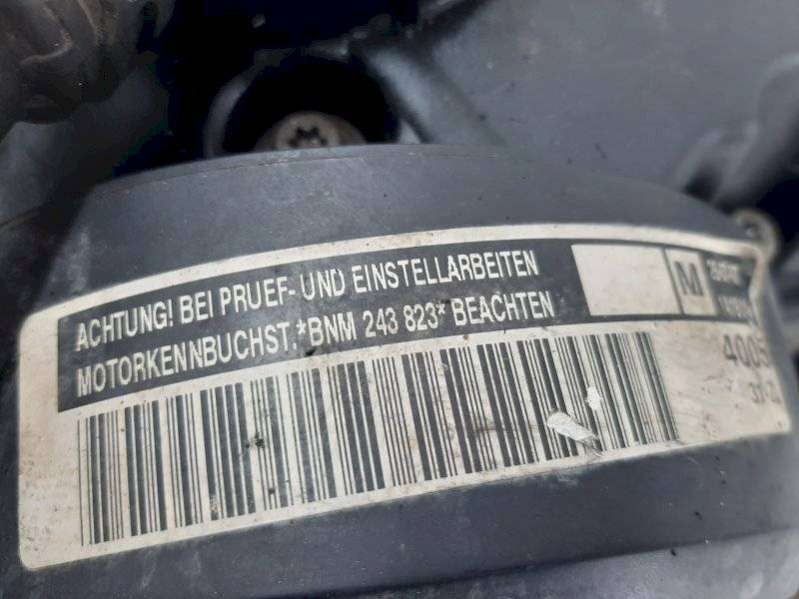 ACHTUNG! BEI PRUEF- UND EINSTELLARBEITEN
MOTORKENNBUCHST.*BNM 243 823* BEACHTEN
M
4005